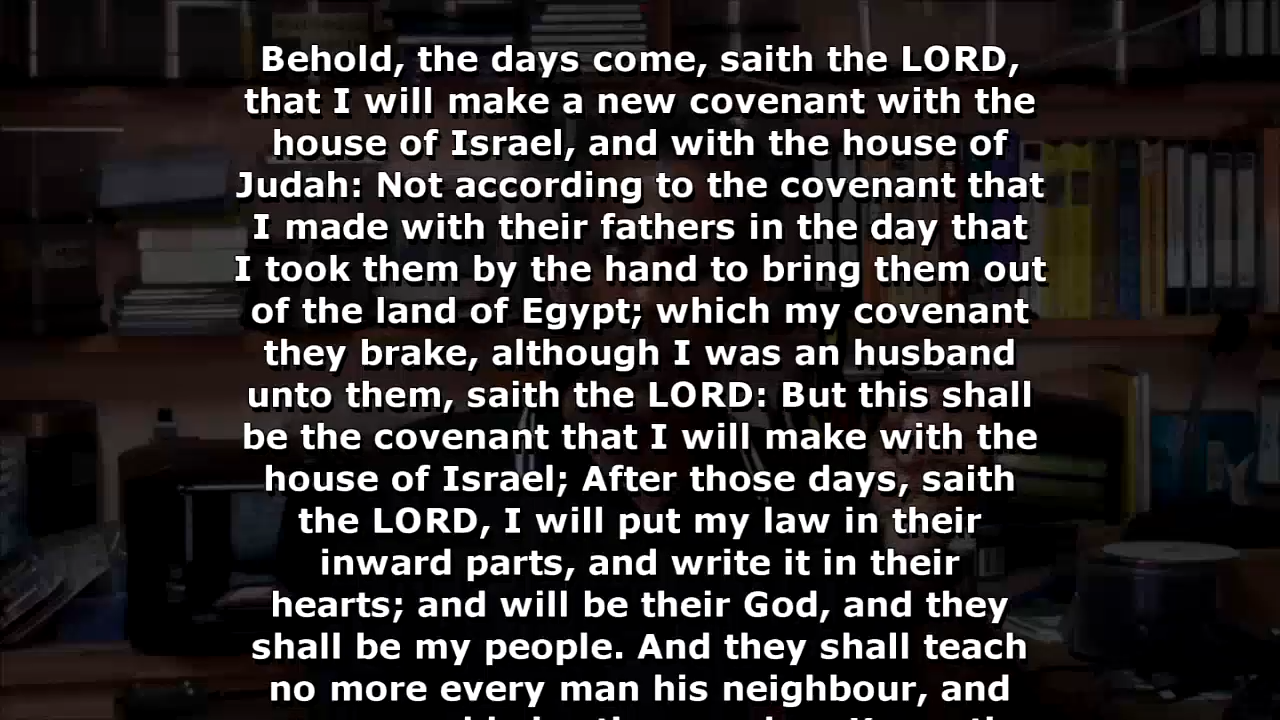 Behold, the days come, saith the LORD,
that I will make a new covenant with the
house of Israel, and with the house of
Judah: Not according to the covenant that
I made with their fathers in the day that
I took them by the hand to bring them out
of the land of Egypt; which my covenant
they brake, although I was an husband
unto them, saith the LORD: But this shall
be the covenant that I will make with the
house of Israel; After those days, saith
the LORD, I will put my law in their
inward parts, and write it in their
hearts; and will be their God, and they
shall be my people. And they shall teach
no more every man his neighbour, and